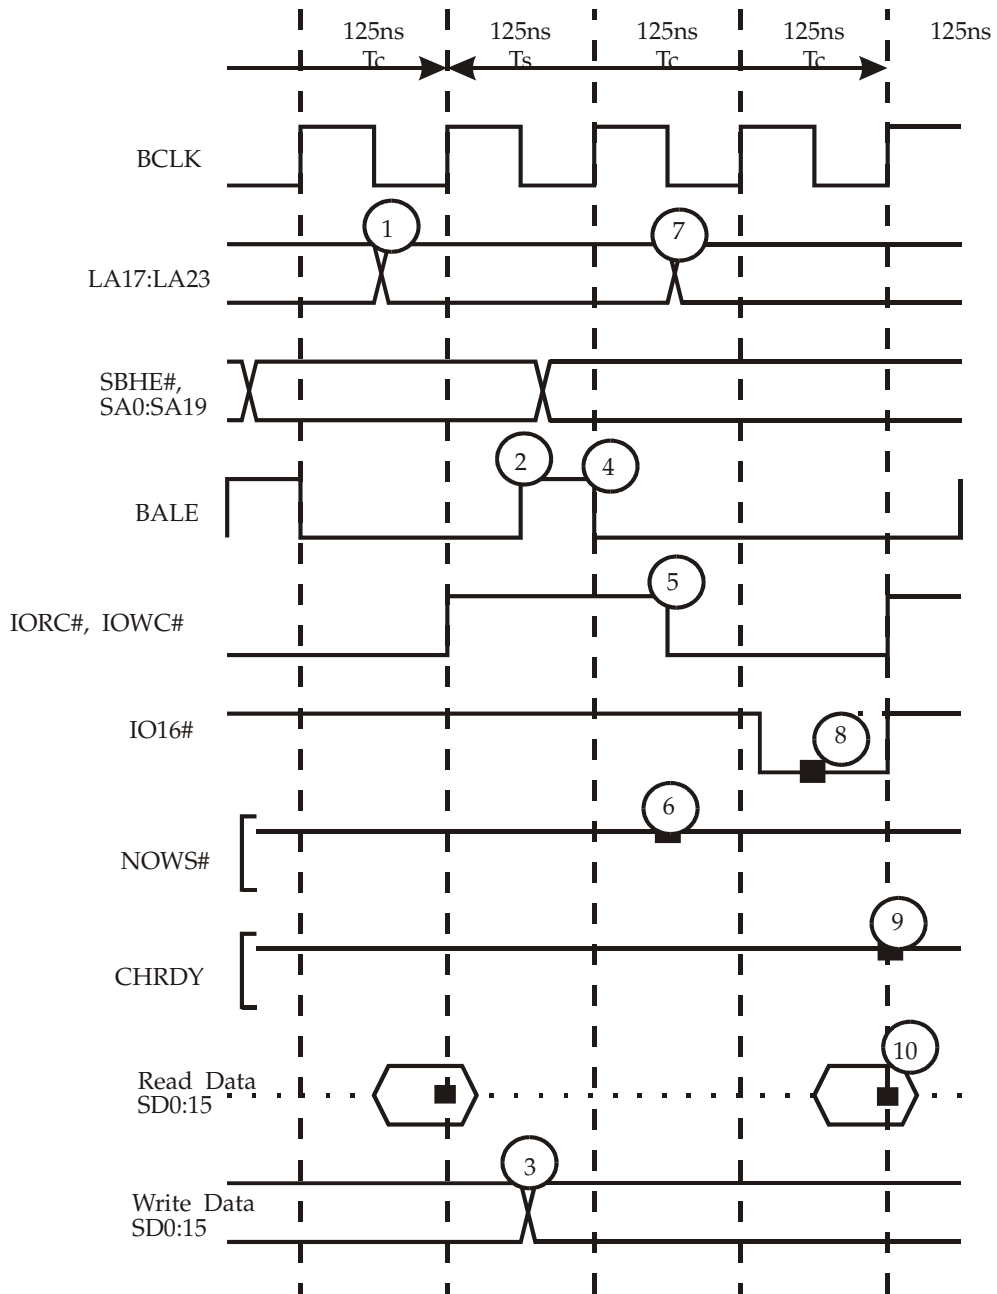 125ns 125ns 125ns 125ns 125ns
Tc Ts Tc Tc
BCLK
1 7
LA17:LA23
SBHE#,
SA0:SA19
2 4
BALE
5
IORC#, IOWC#
IO16#
8
6
NOWS#
9
CHRDY
10
Read Data
SD0:15
3
Write Data
SD0:15